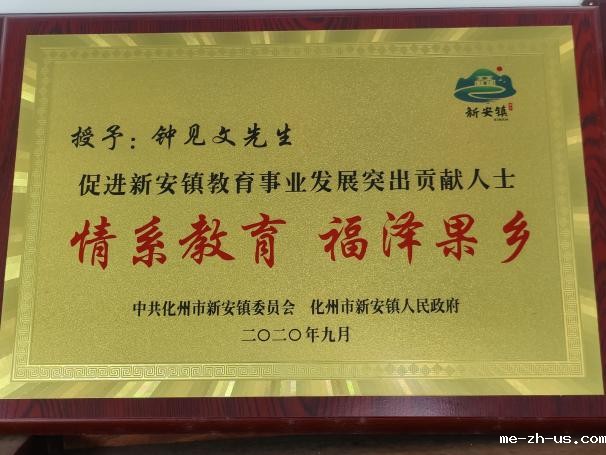 新安镇
授予：钟见文先生
促进新安镇教育事业发展突出贡献人士
情系教育 福泽果乡
中共化州市新安镇委员会 化州市新安镇人民政府
二〇二〇年九月
me-zh-us.com